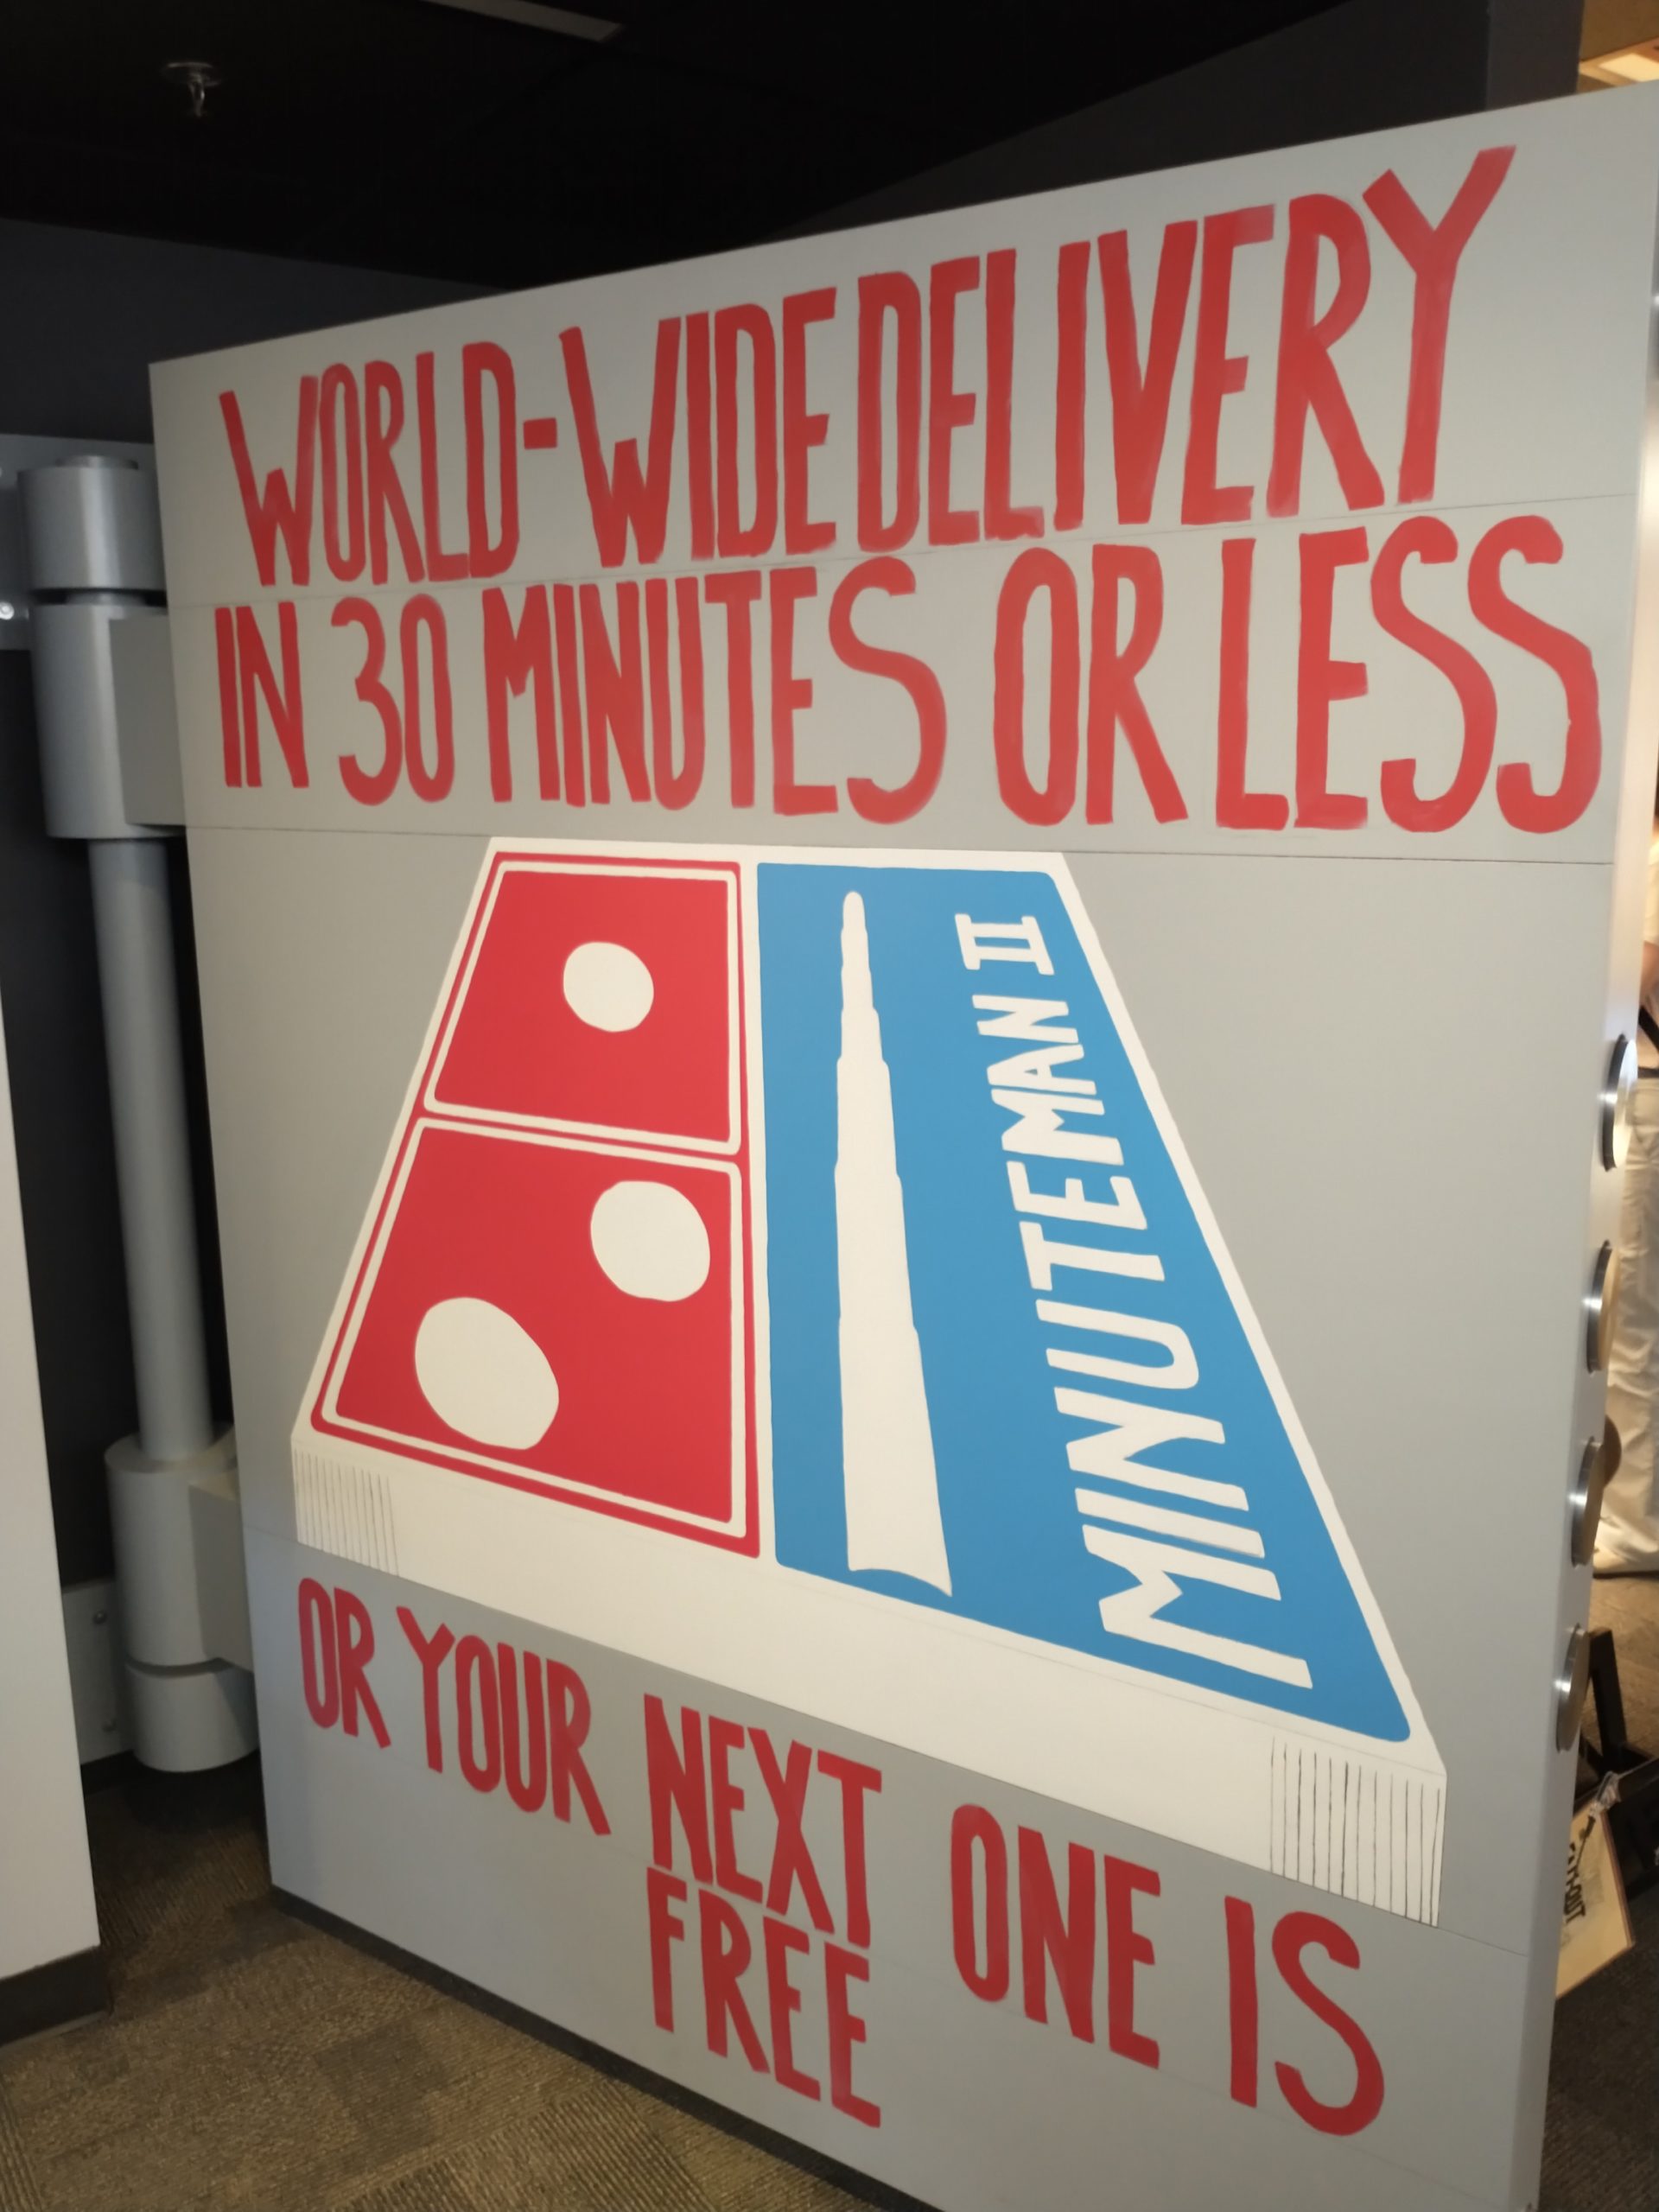 WORLD-WIDE DELIVERY
IN 30 MINUTES OR LESS
MINUTEMAN II
OR YOUR NEXT ONE IS
FREE